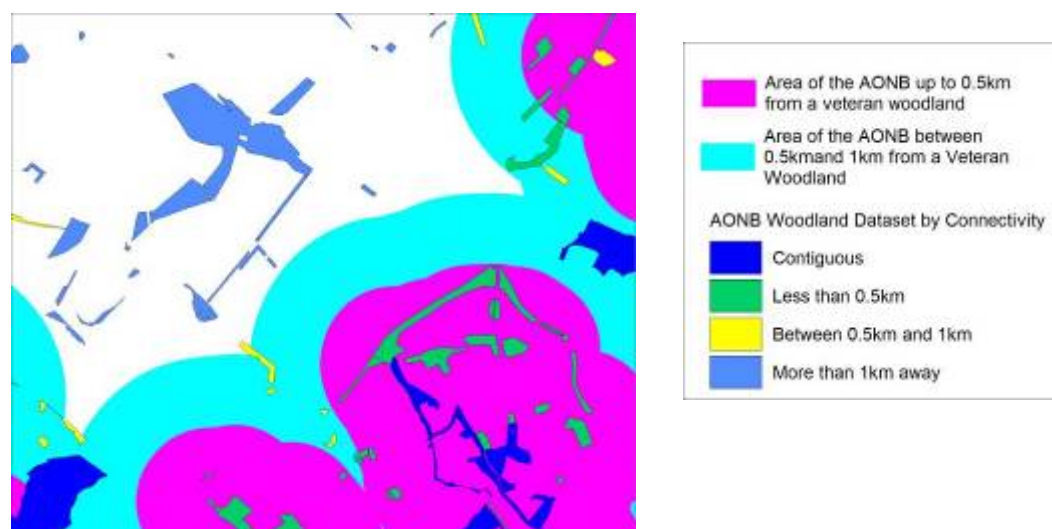 Area of the AONB up to 0.5km
from a veteran woodland
Area of the AONB between
0.5kmand 1km from a Veteran
Woodland
AONB Woodland Dataset by Connectivity
Contiguous
Less than 0.5km
Between 0.5km and 1km
More than 1km away